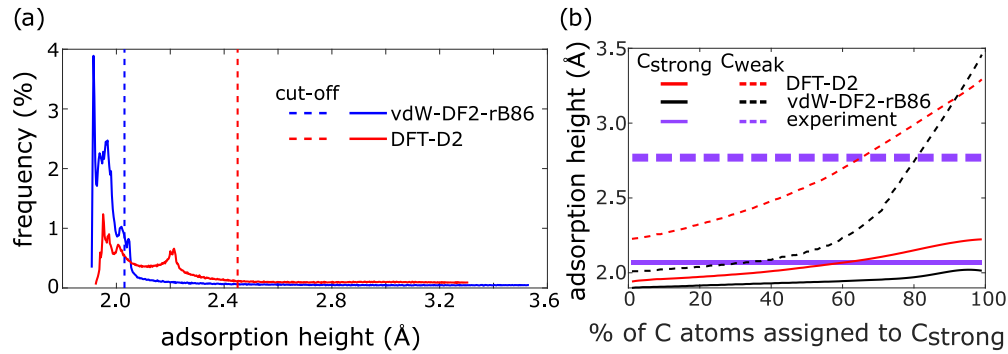 (a)
4
3
2
1
0
frequency (%)
2.0
2.4
2.8
3.2
3.6
adsorption height (Å)
cut-off
vdW-DF2-rB86
DFT-D2
(b)
3.5
3.0
2.5
2.0
adsorption height (Å)
0
20
40
60
80
100
% of C atoms assigned to Cstrong
Cstrong Cweak
DFT-D2
vdW-DF2-rB86
experiment